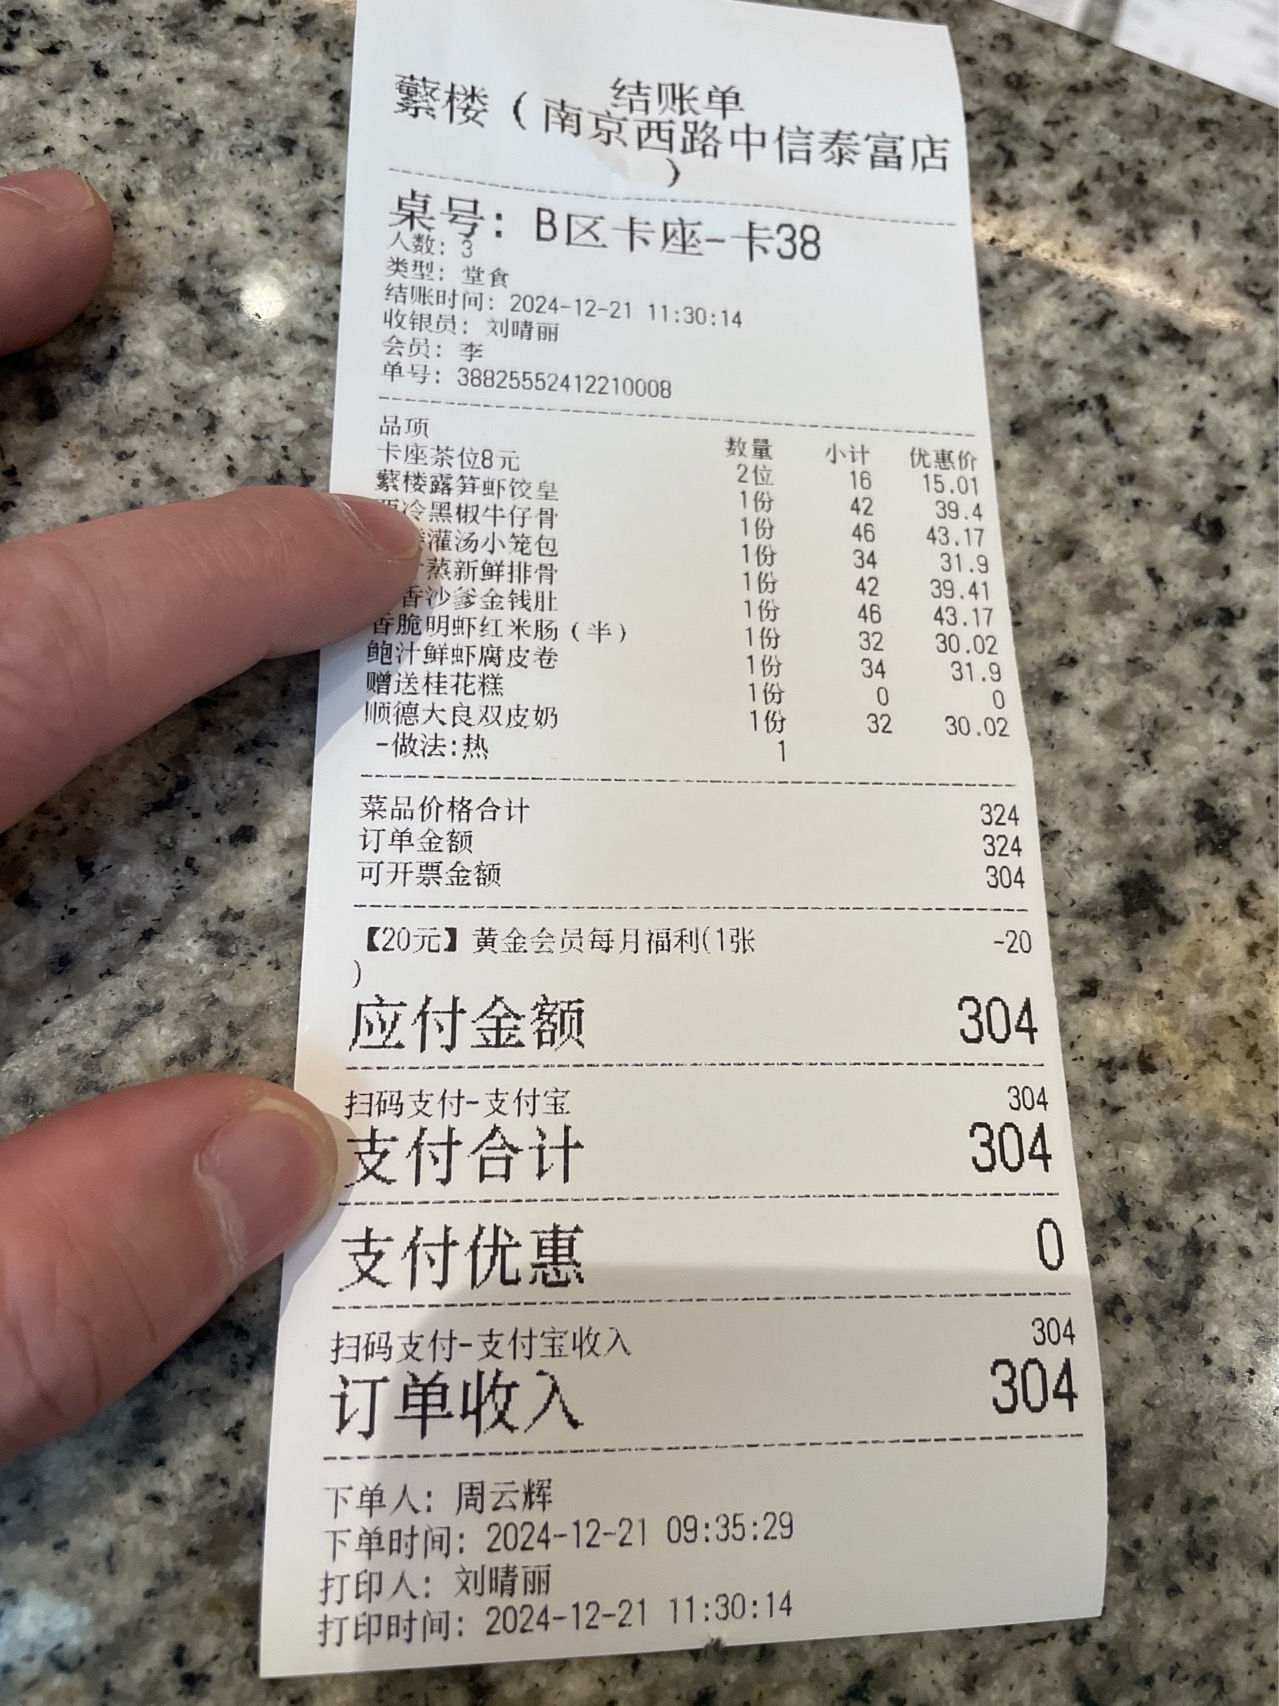 结账单
蘩楼（南京西路中信泰富店
）
桌号：B区卡座-卡38
人数：3
类型：堂食
结账时间：2024-12-21 11:30:14
收银员：刘晴丽
会员：李
单号：38825552412210008
品项 数量 小计 优惠价
卡座茶位8元 2位 16 15.01
蘩楼露笋虾饺皇 1份 42 39.4
冷黑椒牛仔骨 1份 46 43.17
灌汤小笼包 1份 34 31.9
蒸新鲜排骨 1份 42 39.41
香沙爹金钱肚 1份 46 43.17
香脆明虾红米肠（半） 1份 32 30.02
鲍汁鲜虾腐皮卷 1份 34 31.9
赠送桂花糕 1份 0 0
顺德大良双皮奶 1份 32 30.02
-做法:热 1
菜品价格合计 324
订单金额 324
可开票金额 304
【20元】黄金会员每月福利(1张 -20
)
应付金额 304
扫码支付-支付宝 304
支付合计 304
支付优惠 0
扫码支付-支付宝收入 304
订单收入 304
下单人：周云辉
下单时间：2024-12-21 09:35:29
打印人：刘晴丽
打印时间：2024-12-21 11:30:14